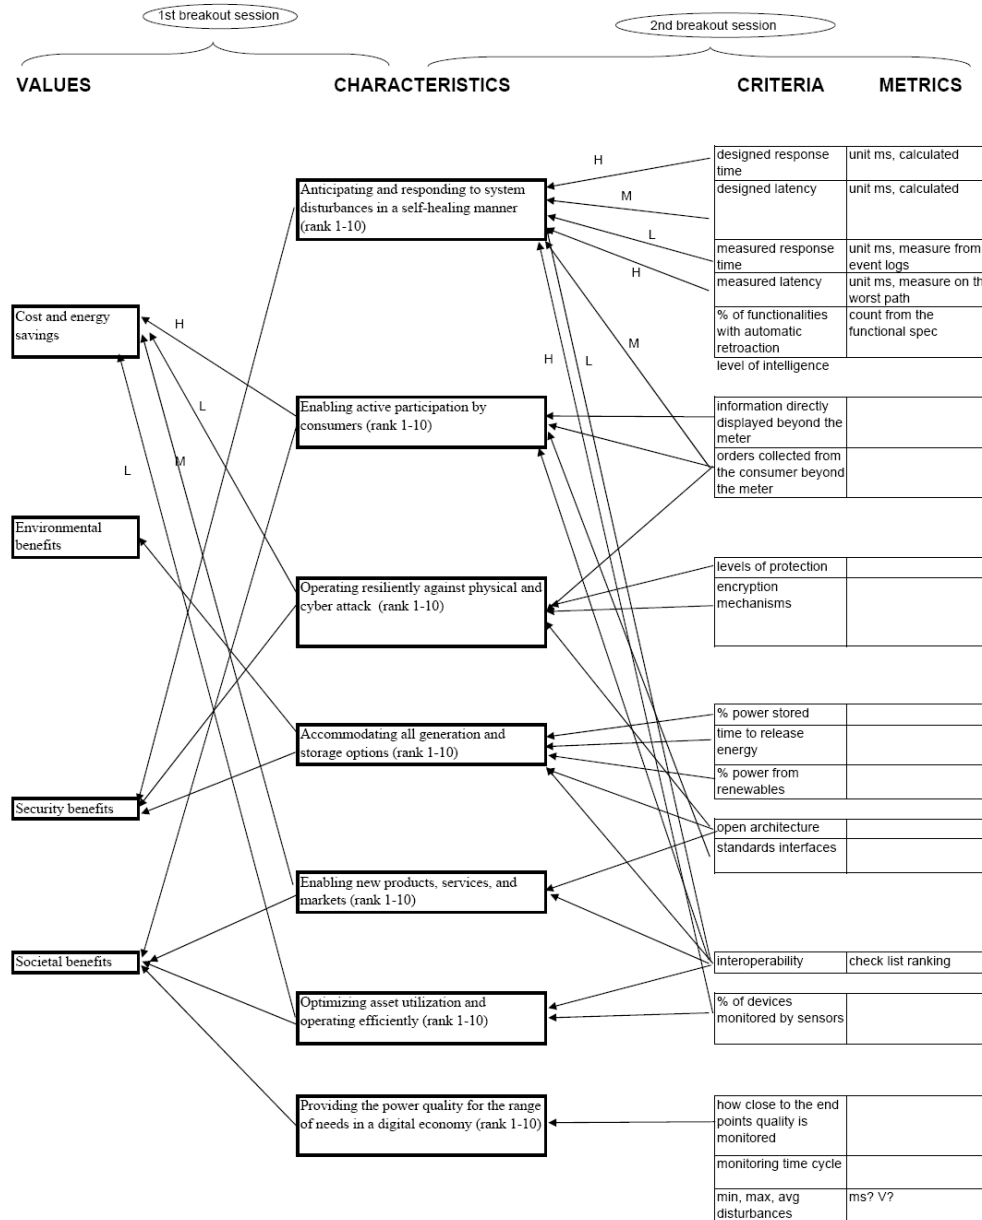 1st breakout session
2nd breakout session
VALUES
CHARACTERISTICS
CRITERIA
METRICS
H
M
L
H
M
H
L
Anticipating and responding to system
disturbances in a self-healing manner
(rank 1-10)
designed response
time
unit ms, calculated
designed latency
unit ms, calculated
measured response
time
unit ms, measure from
event logs
measured latency
unit ms, measure on th
worst path
% of functionalities
with automatic
retroaction
count from the
functional spec
level of intelligence
Cost and energy
savings
H
L
M
L
Enabling active participation by
consumers (rank 1-10)
information directly
displayed beyond the
meter
orders collected from
the consumer beyond
the meter
Environmental
benefits
Operating resiliently against physical and
cyber attack (rank 1-10)
levels of protection
encryption
mechanisms
Accommodating all generation and
storage options (rank 1-10)
% power stored
time to release
energy
% power from
renewables
Security benefits
open architecture
standards interfaces
Enabling new products, services, and
markets (rank 1-10)
Societal benefits
interoperability
check list ranking
Optimizing asset utilization and
operating efficiently (rank 1-10)
% of devices
monitored by sensors
Providing the power quality for the range
of needs in a digital economy (rank 1-10)
how close to the end
points quality is
monitored
monitoring time cycle
min, max, avg
disturbances
ms? V?